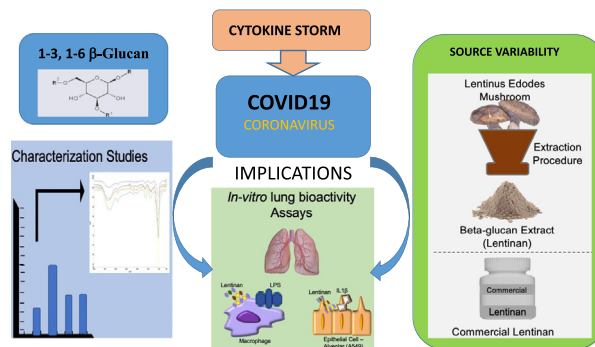 1-3, 1-6 β-Glucan
HO
OH
Characterization Studies
CYTOKINE STORM
COVID19
CORONAVIRUS
IMPLICATIONS
In-vitro lung bioactivity
Assays
Lentinan
LPS
Macrophage
Lentinan
IL1β
Epithelial Cell –
Alveolar (A549)
SOURCE VARIABILITY
Lentinus Edodes
Mushroom
Extraction
Procedure
Beta-glucan Extract
(Lentinan)
Commercial
Lentinan
Commercial Lentinan